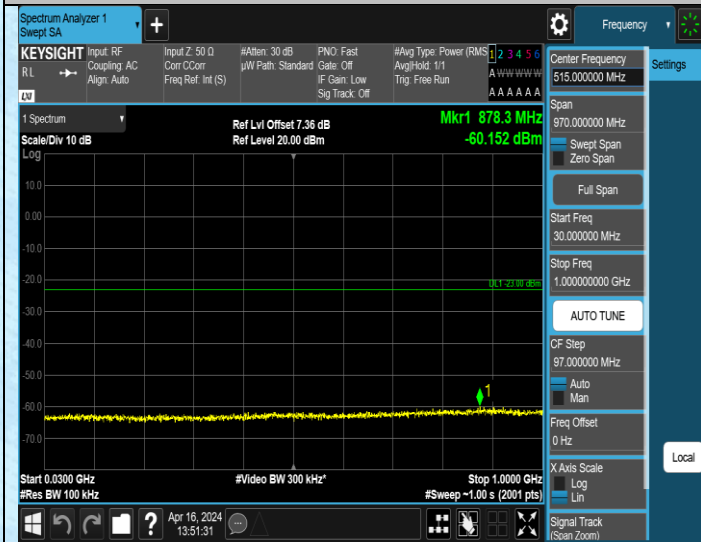 Spectrum Analyzer 1
Swept SA
+
Frequency
KEYSIGHT
RL
LXI
Input: RF
Coupling: AC
Align: Auto
Input Z: 50 Ω
Corr CCorr
Freq Ref: Int (S)
#Atten: 30 dB
µW Path: Standard
PNO: Fast
Gate: Off
IF Gain: Low
Sig Track: Off
#Avg Type: Power (RMS
Avg|Hold: 1/1
Trig: Free Run
1 2 3 4 5 6
A W W W W W
A A A A A A
Center Frequency
515.000000 MHz
Settings
1 Spectrum
Scale/Div 10 dB
Log
Ref Lvl Offset 7.36 dB
Ref Level 20.00 dBm
Mkr1 878.3 MHz
-60.152 dBm
Span
970.000000 MHz
Swept Span
Zero Span
Full Span
Start Freq
30.000000 MHz
Stop Freq
1.000000000 GHz
AUTO TUNE
CF Step
97.000000 MHz
Auto
Man
Freq Offset
0 Hz
X Axis Scale
Log
Lin
Signal Track
(Span Zoom)
Local
10.0
0.00
-10.0
-20.0
DL1 -23.00 dBm
-30.0
-40.0
-50.0
1
-60.0
-70.0
Start 0.0300 GHz
#Res BW 100 kHz
#Video BW 300 kHz*
Stop 1.0000 GHz
#Sweep ~1.00 s (2001 pts)
?
Apr 16, 2024
13:51:31